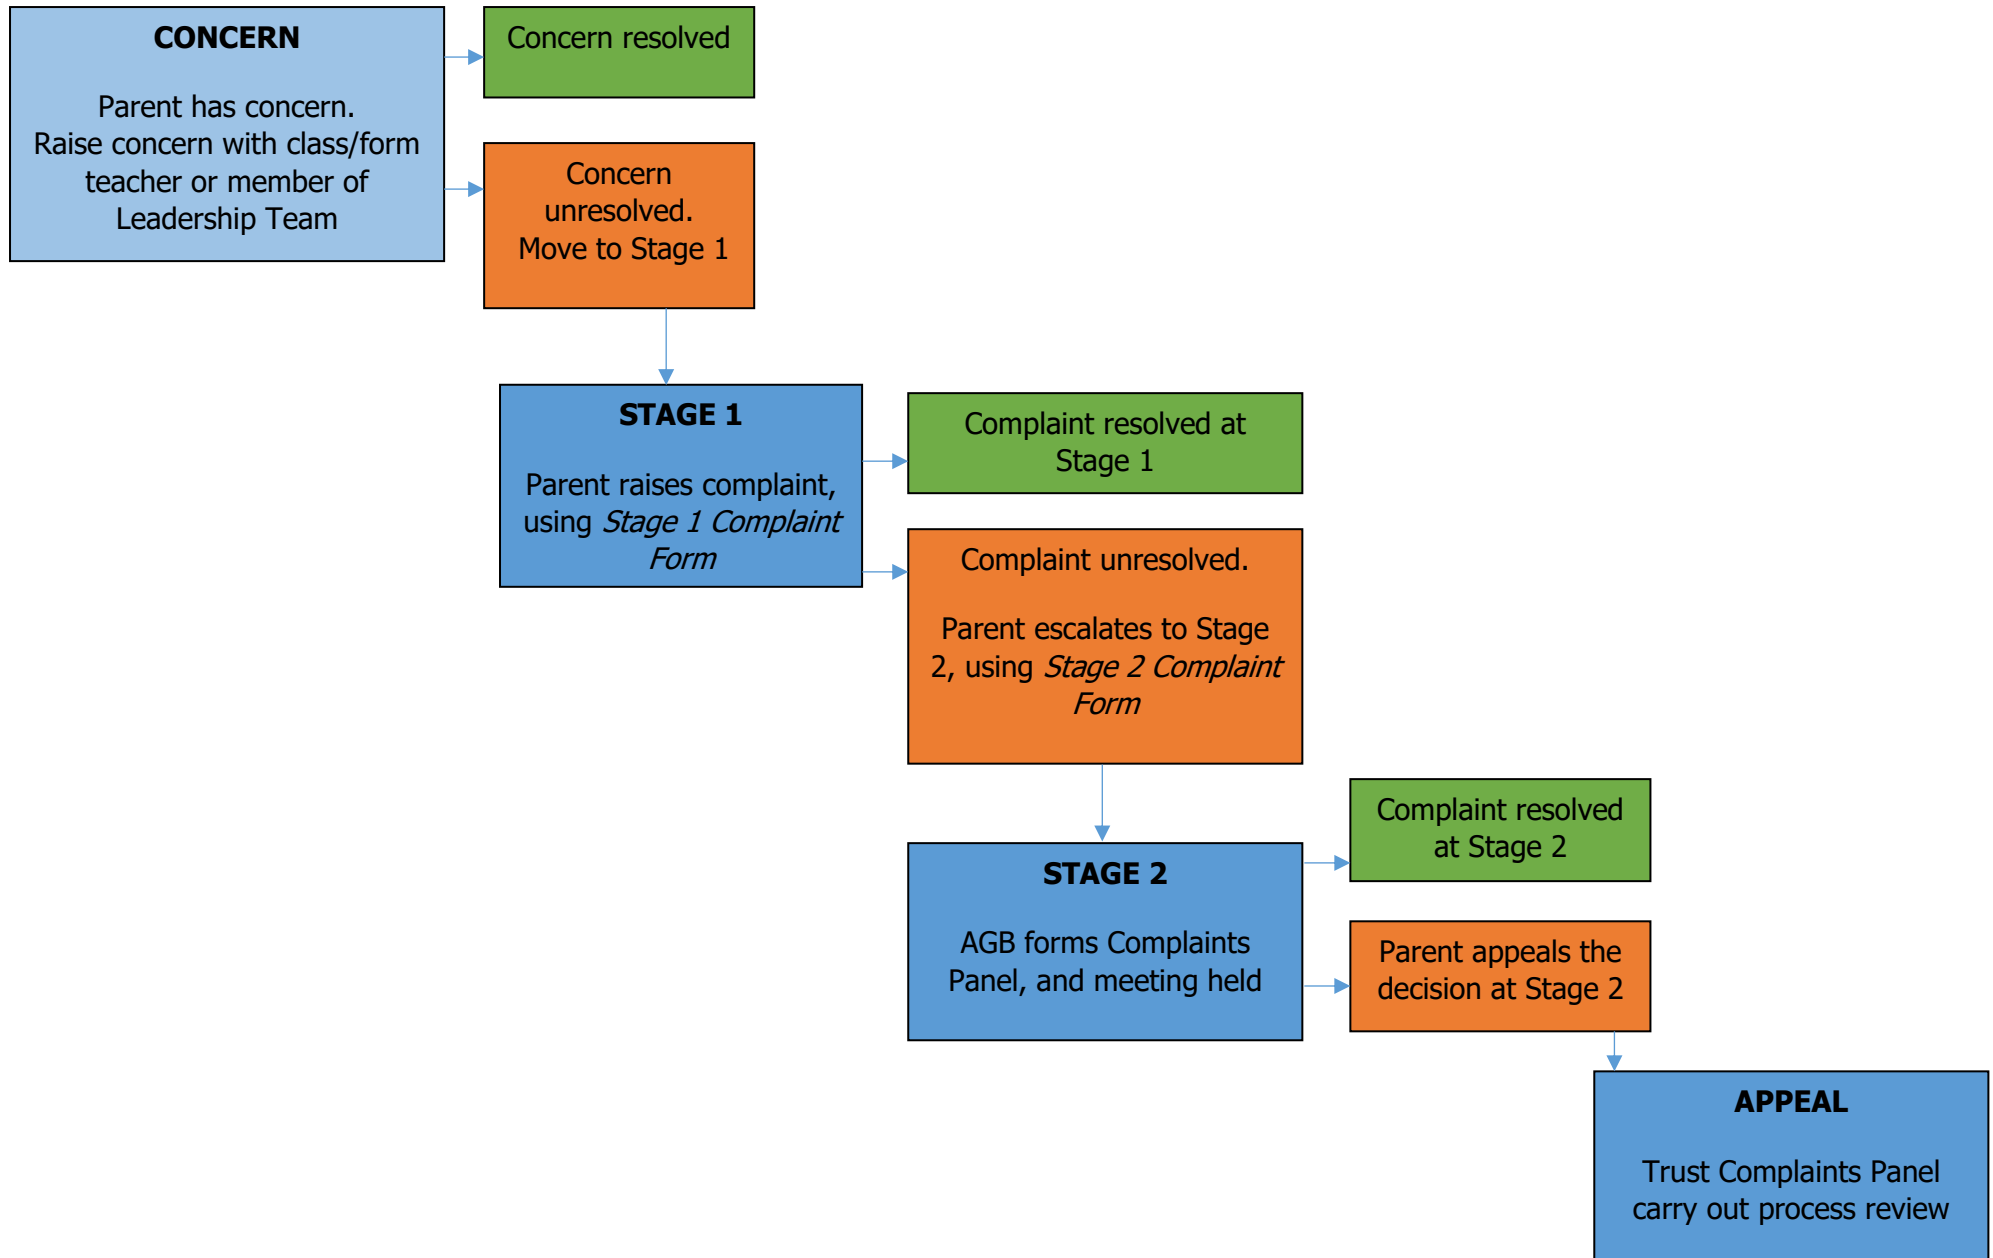 CONCERN
Parent has concern.
Raise concern with class/form
teacher or member of
Leadership Team
Concern resolved
Concern
unresolved.
Move to Stage 1
STAGE 1
Parent raises complaint,
using Stage 1 Complaint
Form
Complaint resolved at
Stage 1
Complaint unresolved.
Parent escalates to Stage
2, using Stage 2 Complaint
Form
STAGE 2
AGB forms Complaints
Panel, and meeting held
Complaint resolved
at Stage 2
Parent appeals the
decision at Stage 2
APPEAL
Trust Complaints Panel
carry out process review